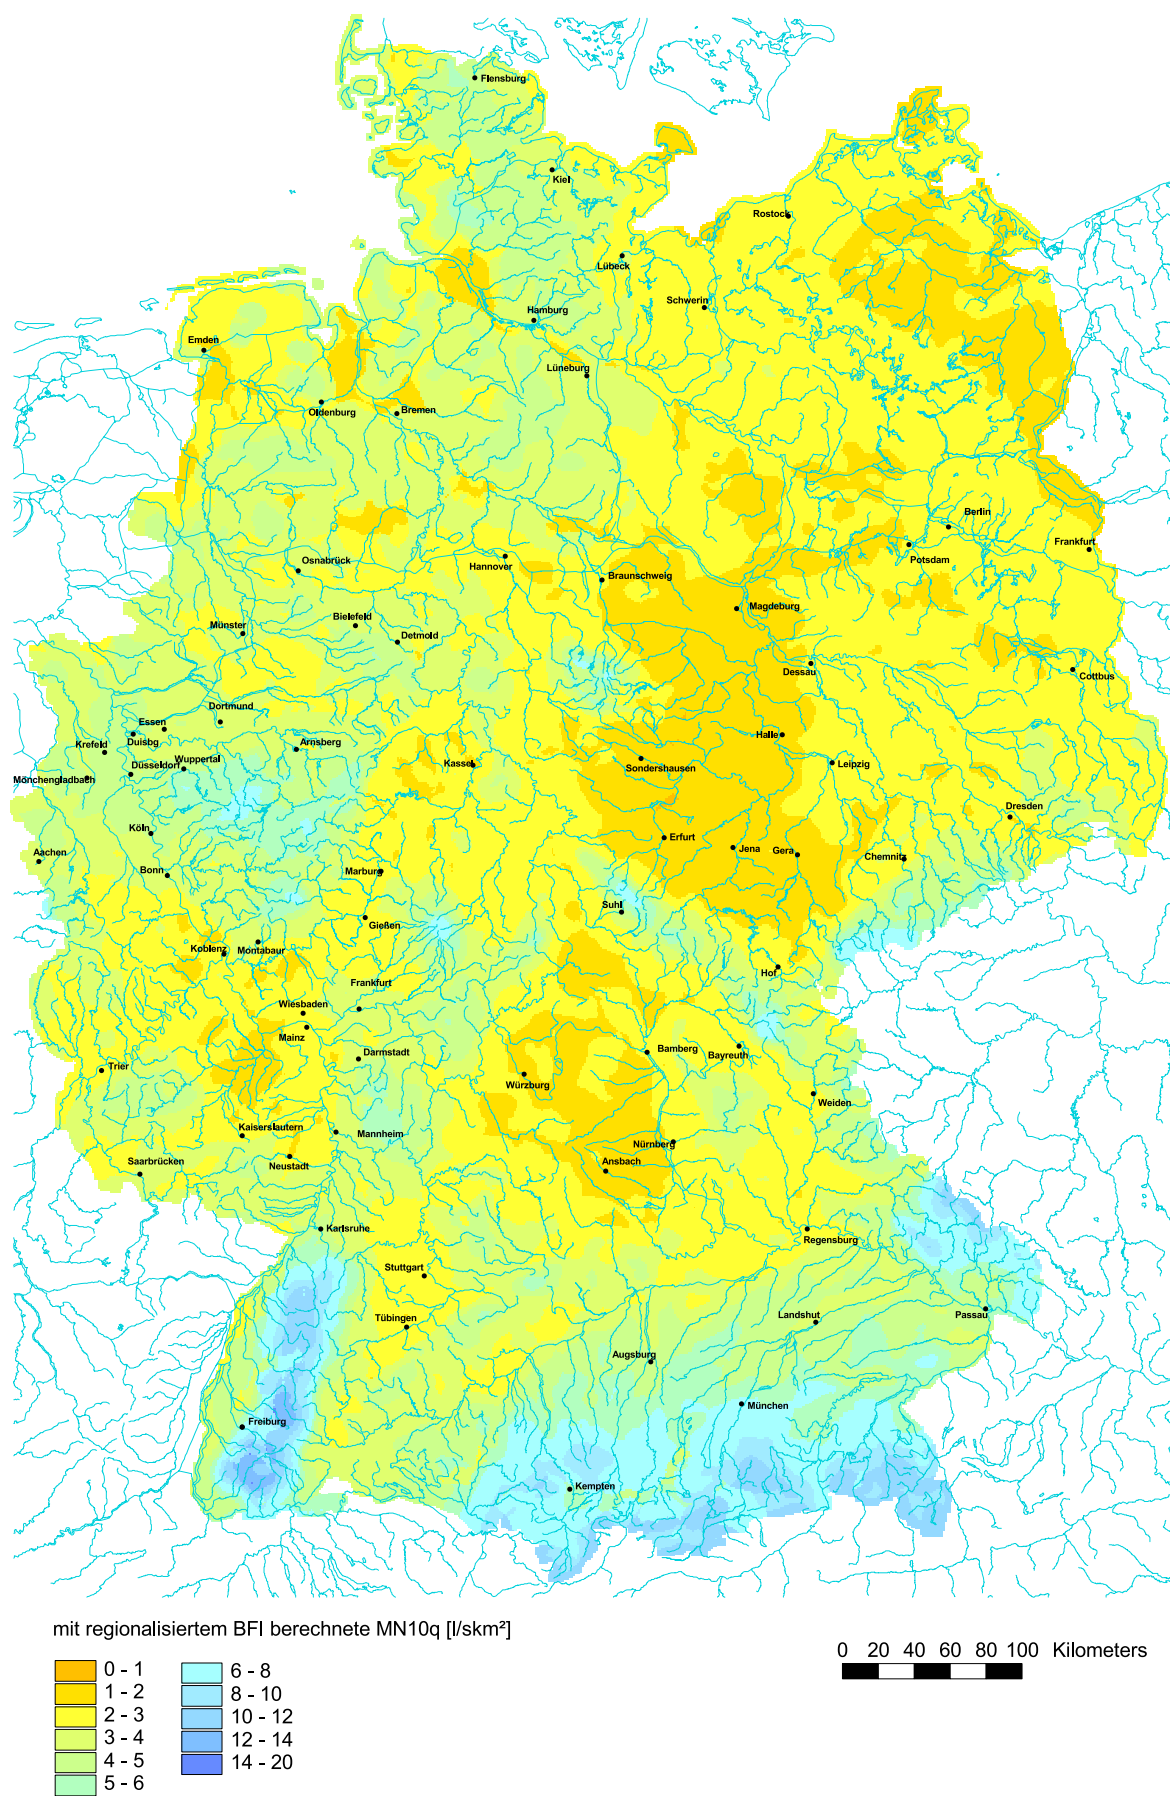 Flensburg
Kiel
Rostock
Lübeck
Schwerin
Hamburg
Emden
Lüneburg
Oldenburg
Bremen
Berlin
Frankfurt
Potsdam
Hannover
Osnabrück
Braunschweig
Magdeburg
Bielefeld
Münster
Detmold
Dessau
Cottbus
Dortmund
Essen
Duisbg
Krefeld
Arnsberg
Halle
Wuppertal
Düsseldorf
Kassel
Sondershausen
Leipzig
Mönchengladbach
Dresden
Köln
Erfurt
Jena
Gera
Chemnitz
Aachen
Bonn
Marburg
Suhl
Gießen
Koblenz
Montabaur
Hof
Frankfurt
Wiesbaden
Mainz
Darmstadt
Bamberg
Bayreuth
Trier
Würzburg
Weiden
Kaiserslautern
Mannheim
Nürnberg
Saarbrücken
Neustadt
Ansbach
Karlsruhe
Regensburg
Stuttgart
Tübingen
Landshut
Passau
Augsburg
München
Freiburg
Kempten
mit regionalisiertem BFI berechnete MN10q [l/skm²]
0 - 1
1 - 2
2 - 3
3 - 4
4 - 5
5 - 6
6 - 8
8 - 10
10 - 12
12 - 14
14 - 20
0 20 40 60 80 100 Kilometers